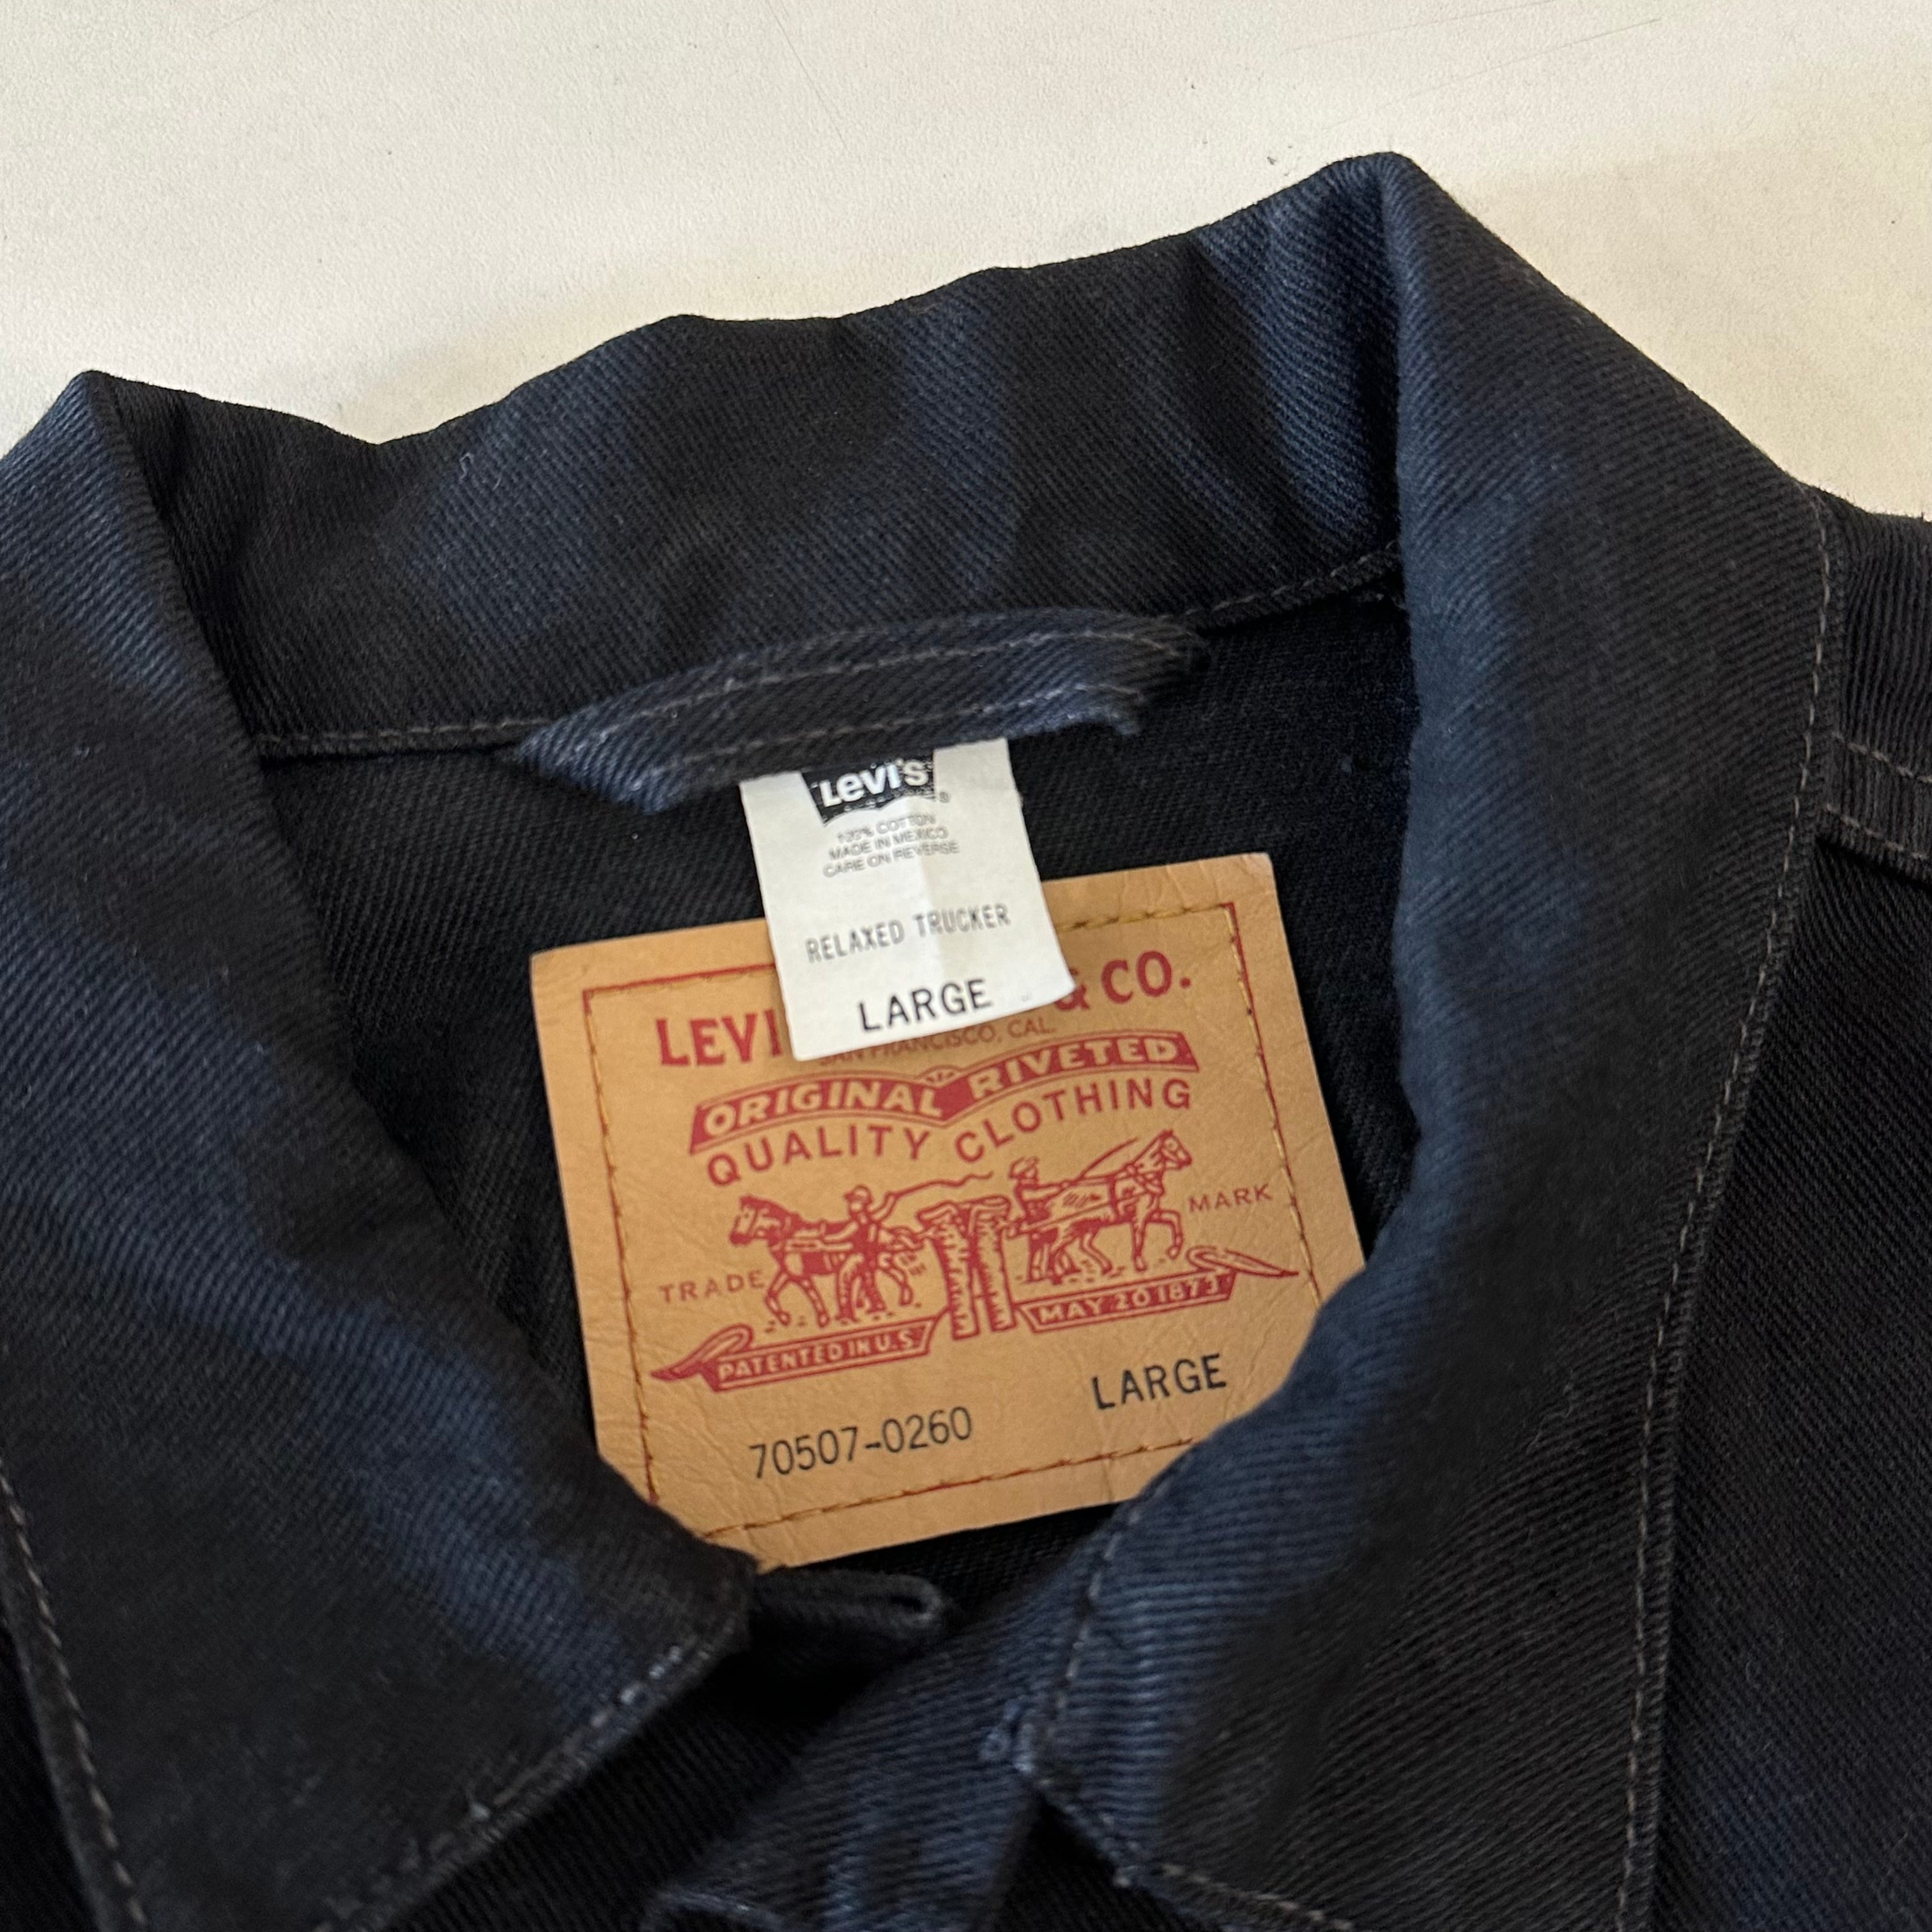 Levi's
®
100% COTTON
MADE IN MEXICO
CARE ON REVERSE
RELAXED TRUCKER
LARGE
LEVI & CO.
SAN FRANCISCO, CAL.
ORIGINAL RIVETED
QUALITY CLOTHING
TRADE MARK
PATENTED IN U.S. MAY 20 1873
70507-0260 LARGE